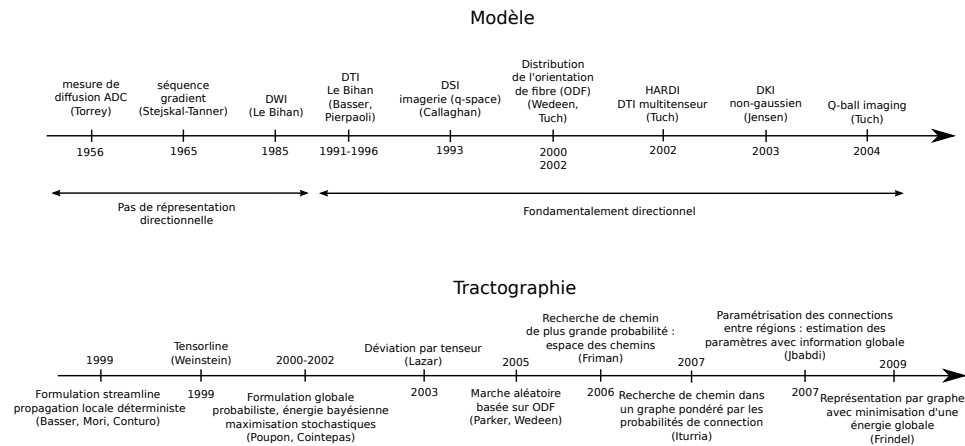 Modèle
mesure de
diffusion ADC
(Torrey)
1956
séquence
gradient
(Stejskal-Tanner)
1965
DWI
(Le Bihan)
1985
DTI
Le Bihan
(Basser,
Pierpaoli)
1991-1996
DSI
imagerie (q-space)
(Callaghan)
1993
Distribution
de l'orientation
de fibre (ODF)
(Wedeen,
Tuch)
2000
2002
HARDI
DTI multitenseur
(Tuch)
2002
DKI
non-gaussien
(Jensen)
2003
Q-ball imaging
(Tuch)
2004
Pas de répresentation
directionnelle
Fondamentalement directionnel
Tractographie
1999
Formulation streamline
propagation locale déterministe
(Basser, Mori, Conturo)
Tensorline
(Weinstein)
1999
2000-2002
Formulation globale
probabiliste, énergie bayésienne
maximisation stochastiques
(Poupon, Cointepas)
Déviation par tenseur
(Lazar)
2003
2005
Marche aléatoire
basée sur ODF
(Parker, Wedeen)
Recherche de chemin
de plus grande probabilité :
espace des chemins
(Friman)
2006
2007
Recherche de chemin dans
un graphe pondéré par les
probabilités de connection
(Iturria)
Paramétrisation des connections
entre régions : estimation des
paramètres avec information globale
(Jbabdi)
2007
2009
Représentation par graphe
avec minimisation d'une
énergie globale
(Frindel)